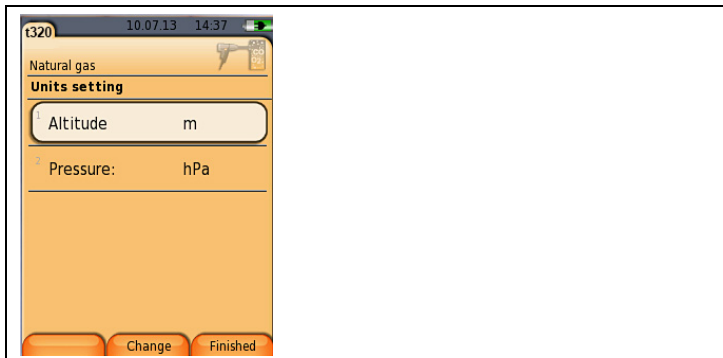 t320 10.07.13 14:37
Natural gas
Units setting
1 Altitude m
2 Pressure: hPa
Change Finished